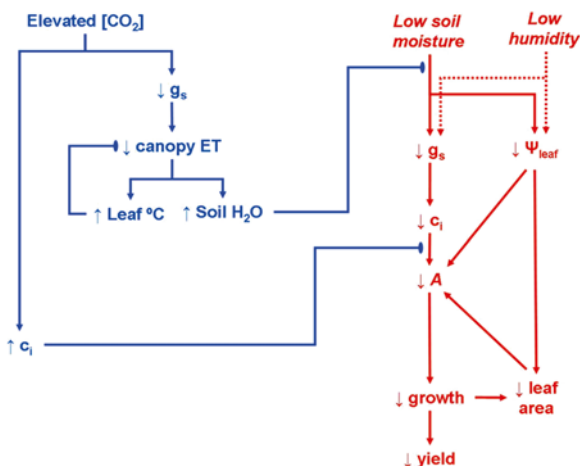 Elevated [CO₂]
↓ gₛ
↓ canopy ET
↑ Leaf ºC
↑ Soil H₂O
↑ cᵢ
Low soil
moisture
Low
humidity
↓ gₛ
↓ Ψleaf
↓ cᵢ
↓ A
↓ growth
↓ leaf
area
↓ yield